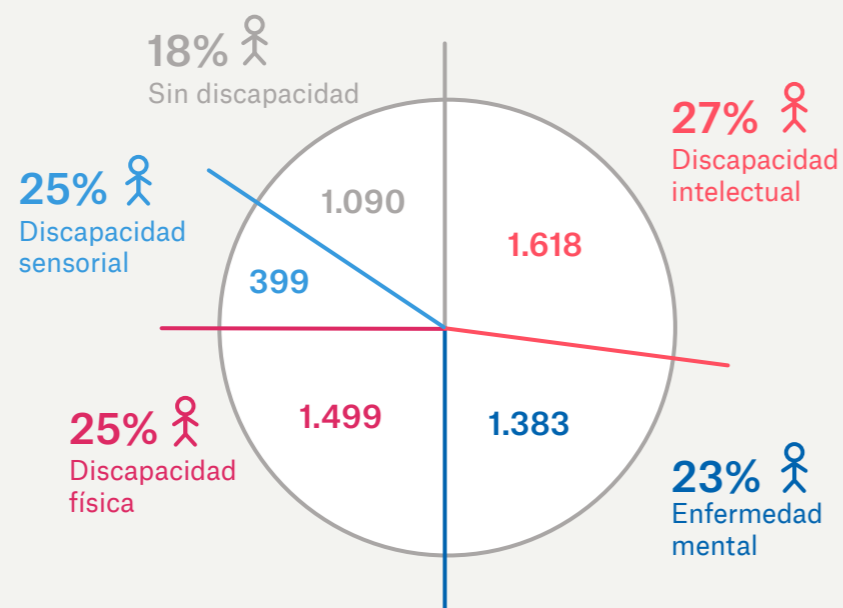 18%
Sin discapacidad
27%
Discapacidad
intelectual
25%
Discapacidad
sensorial
1.090
1.618
399
1.499
1.383
25%
Discapacidad
física
23%
Enfermedad
mental